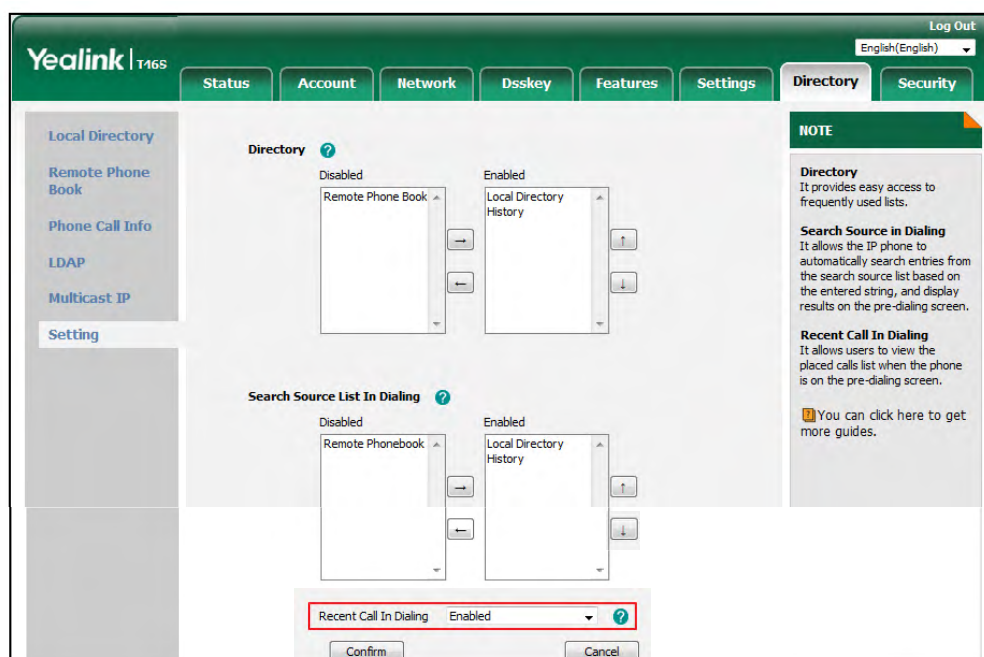 Log Out
English(English)
Yealink T46S
Status Account Network Dsskey Features Settings Directory Security
Local Directory
Remote Phone
Book
Phone Call Info
LDAP
Multicast IP
Setting
Directory ?
Disabled Enabled
Remote Phone Book
Local Directory
History
→
←
↑
↓
Search Source List In Dialing ?
Disabled Enabled
Remote Phonebook
Local Directory
History
→
←
↑
↓
Recent Call In Dialing Enabled ?
Confirm Cancel
NOTE
Directory
It provides easy access to
frequently used lists.
Search Source in Dialing
It allows the IP phone to
automatically search entries from
the search source list based on
the entered string, and display
results on the pre-dialing screen.
Recent Call In Dialing
It allows users to view the
placed calls list when the phone
is on the pre-dialing screen.
? You can click here to get
more guides.